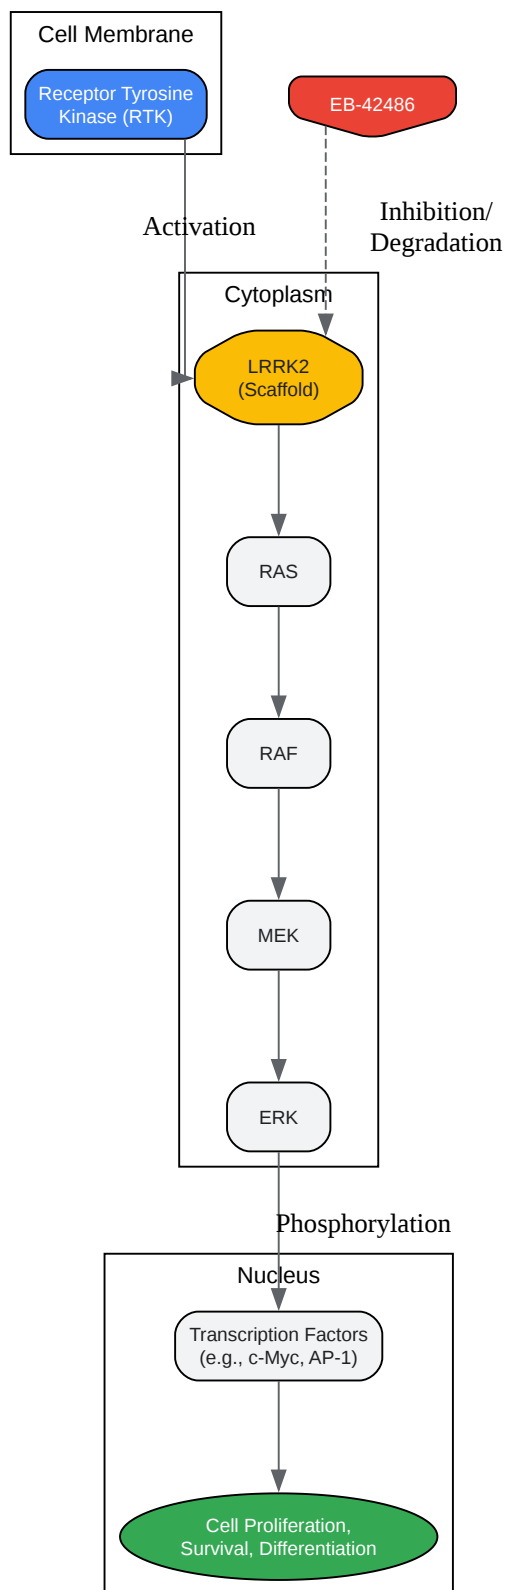 Cell Membrane
Receptor Tyrosine
Kinase (RTK)
EB-42486
Activation
Inhibition/
Degradation
Cytoplasm
LRRK2
(Scaffold)
RAS
RAF
MEK
ERK
Phosphorylation
Nucleus
Transcription Factors
(e.g., c-Myc, AP-1)
Cell Proliferation,
Survival, Differentiation